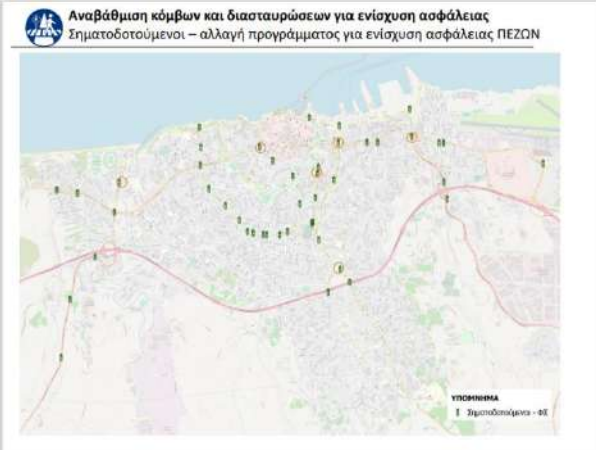 Αναβάθμιση κόμβων και διασταυρώσεων για ενίσχυση ασφάλειας
Σηματοδοτούμενοι – αλλαγή προγράμματος για ενίσχυση ασφάλειας ΠΕΖΩΝ
ΥΠΟΜΝΗΜΑ
Σηματοδοτούμενοι - ΦΣ